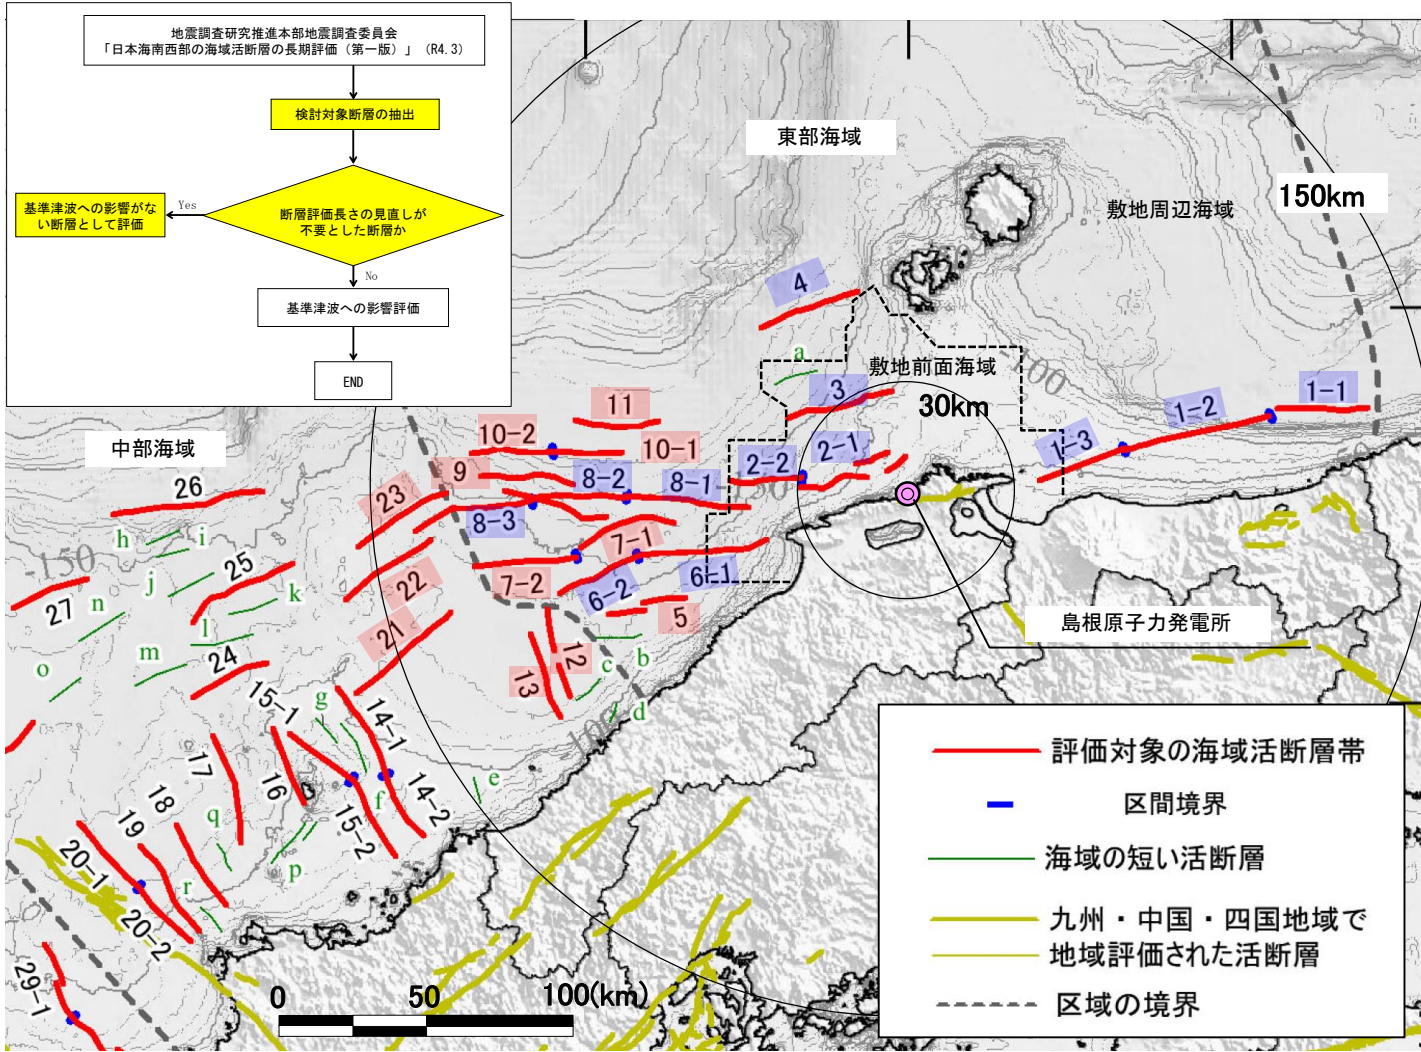 地震調査研究推進本部地震調査委員会
「日本海南西部の海域活断層の長期評価（第一版）」（R4.3）
検討対象断層の抽出
断層評価長さの見直しが
不要とした断層か
Yes
基準津波への影響がな
い断層として評価
No
基準津波への影響評価
END
東部海域
敷地周辺海域
150km
敷地前面海域
30km
中部海域
島根原子力発電所
4
a
3
11
10-2
10-1
9
8-2
8-1
8-3
2-2
2-1
1-1
1-2
1-3
7-1
7-2
6-2
6-1
5
12
13
b
c
d
e
26
23
22
21
h
i
j
25
k
27
n
l
m
24
o
15-1
g
14-1
17
16
f
14-2
15-2
18
q
19
p
20-1
r
20-2
29-1
-150
-150
-100
100
0
50
100(km)
評価対象の海域活断層帯
区間境界
海域の短い活断層
九州・中国・四国地域で
地域評価された活断層
区域の境界